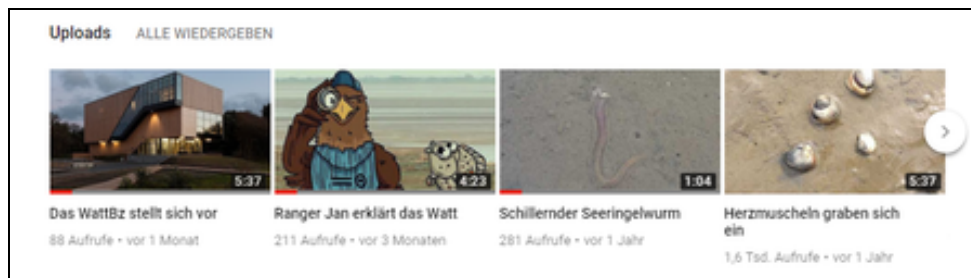 Uploads ALLE WIEDERGEBEN
5:37 4:23 1:04 5:37
Das WattBz stellt sich vor
88 Aufrufe • vor 1 Monat
Ranger Jan erklärt das Watt
211 Aufrufe • vor 3 Monaten
Schillernder Seeringelwurm
281 Aufrufe • vor 1 Jahr
Herzmuscheln graben sich
ein
1,6 Tsd. Aufrufe • vor 1 Jahr